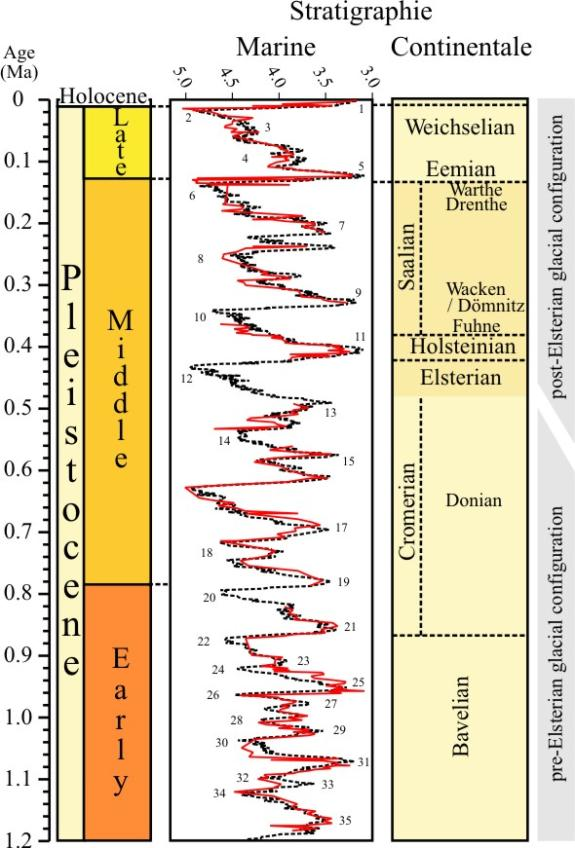 Stratigraphie
Marine
Continentale
Age
(Ma)
5.0
4.5
4.0
3.5
3.0
0
0.1
0.2
0.3
0.4
0.5
0.6
0.7
0.8
0.9
1.0
1.1
1.2
Holocene
Pleistocene
Late
Middle
Early
1
2
3
4
5
6
7
8
9
10
11
12
13
14
15
17
18
19
20
21
22
23
24
25
26
27
28
29
30
31
32
33
34
35
Weichselian
Eemian
Warthe
Drenthe
Saalian
Wacken
/ Dömnitz
Fuhne
Holsteinian
Elsterian
Cromerian
Donian
Bavelian
post-Elsterian glacial configuration
pre-Elsterian glacial configuration